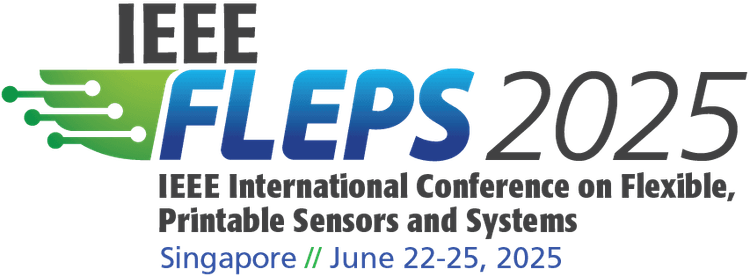 IEEE
FLEPS 2025
IEEE International Conference on Flexible,
Printable Sensors and Systems
Singapore // June 22-25, 2025